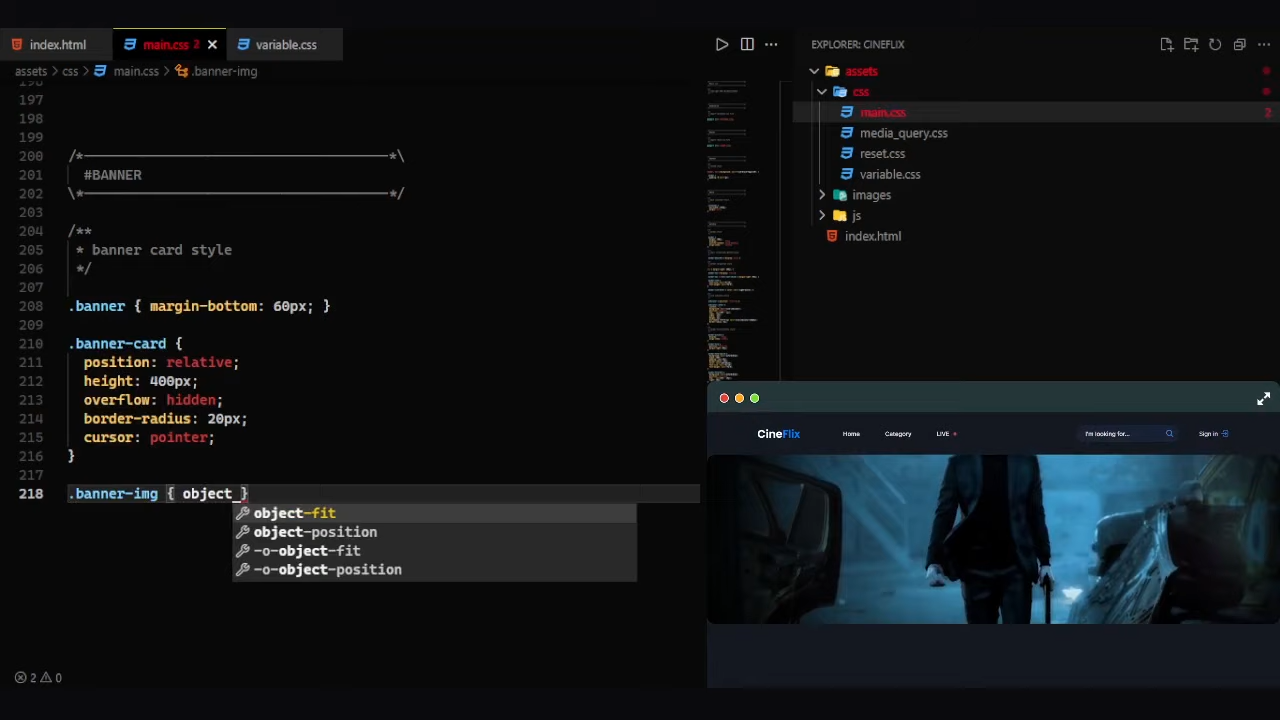 index.html
main.css 2
variable.css
EXPLORER: CINEFLIX
assets > css > main.css > .banner-img
197
198
199
200 /*────────────────────────────*\
201 #BANNER
202 \*────────────────────────────*/
203
204 /**
205 * banner card style
206 */
207
208 .banner { margin-bottom: 60px; }
209
210 .banner-card {
211 position: relative;
212 height: 400px;
213 overflow: hidden;
214 border-radius: 20px;
215 cursor: pointer;
216 }
217
218 .banner-img { object }
object-fit
object-position
-o-object-fit
-o-object-position
2 0
assets
css
main.css 2
media_query.css
reset.css
variable.css
images
js
index.html
CineFlix Home Category LIVE I'm looking for... Sign in